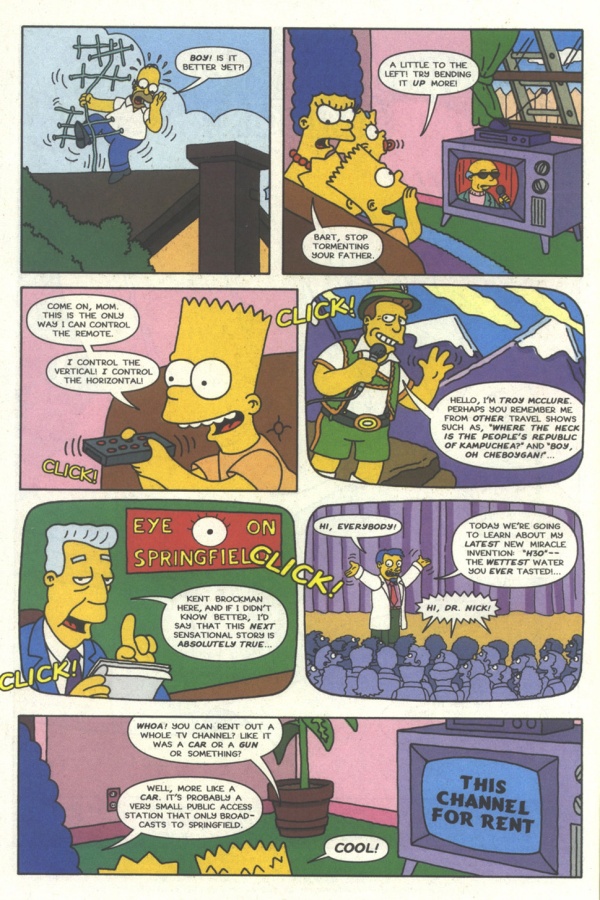 BOY! IS IT
BETTER YET?!
A LITTLE TO THE
LEFT! TRY BENDING
IT UP MORE!
BART, STOP
TORMENTING
YOUR FATHER.
COME ON, MOM.
THIS IS THE ONLY
WAY I CAN CONTROL
THE REMOTE.
I CONTROL THE
VERTICAL! I CONTROL
THE HORIZONTAL!
CLICK!
CLICK!
HELLO, I'M TROY MCCLURE.
PERHAPS YOU REMEMBER ME
FROM OTHER TRAVEL SHOWS
SUCH AS, "WHERE THE HECK
IS THE PEOPLE'S REPUBLIC
OF KAMPUCHEA?" AND "BOY,
OH CHEBOYGAN!"...
EYE ON
SPRINGFIEL
CLICK!
KENT BROCKMAN
HERE, AND IF I DIDN'T
KNOW BETTER, I'D
SAY THAT THIS NEXT
SENSATIONAL STORY IS
ABSOLUTELY TRUE...
CLICK!
HI, EVERYBODY!
TODAY WE'RE GOING
TO LEARN ABOUT MY
LATEST NEW MIRACLE
INVENTION: "H3O"--
THE WETTEST WATER
YOU EVER TASTED!...
HI, DR. NICK!
WHOA! YOU CAN RENT OUT A
WHOLE TV CHANNEL? LIKE IT
WAS A CAR OR A GUN
OR SOMETHING?
WELL, MORE LIKE A
CAR. IT'S PROBABLY A
VERY SMALL PUBLIC ACCESS
STATION THAT ONLY BROAD-
CASTS TO SPRINGFIELD.
COOL!
THIS
CHANNEL
FOR RENT